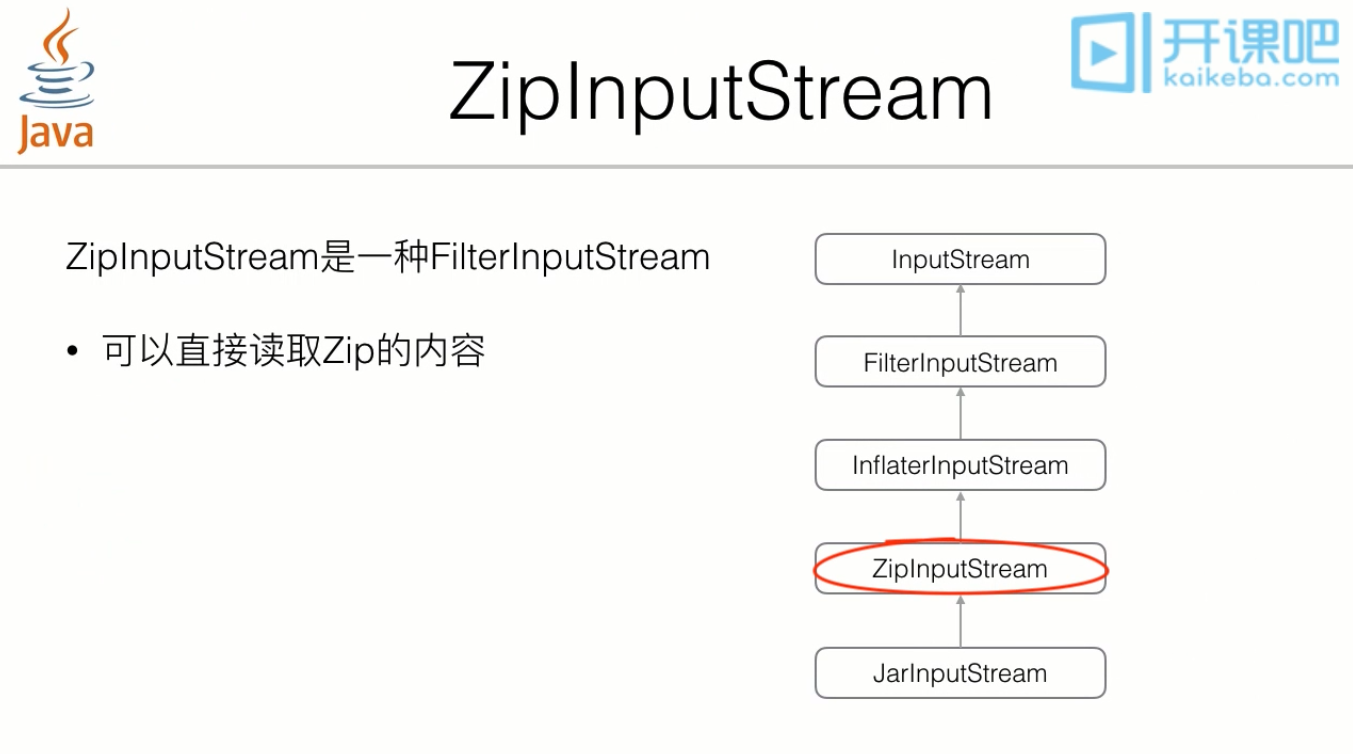 Java
ZipInputStream
开课吧
kaikeba.com
ZipInputStream是一种FilterInputStream
• 可以直接读取Zip的内容
InputStream
FilterInputStream
InflaterInputStream
ZipInputStream
JarInputStream